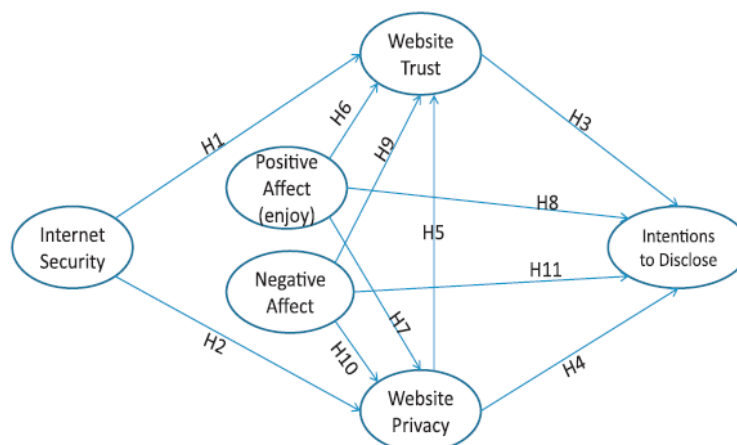 Website
Trust
H1
H6
H3
H9
Positive
Affect
(enjoy)
H8
Internet
Security
H5
Intentions
to Disclose
Negative
Affect
H11
H7
H2
H10
H4
Website
Privacy